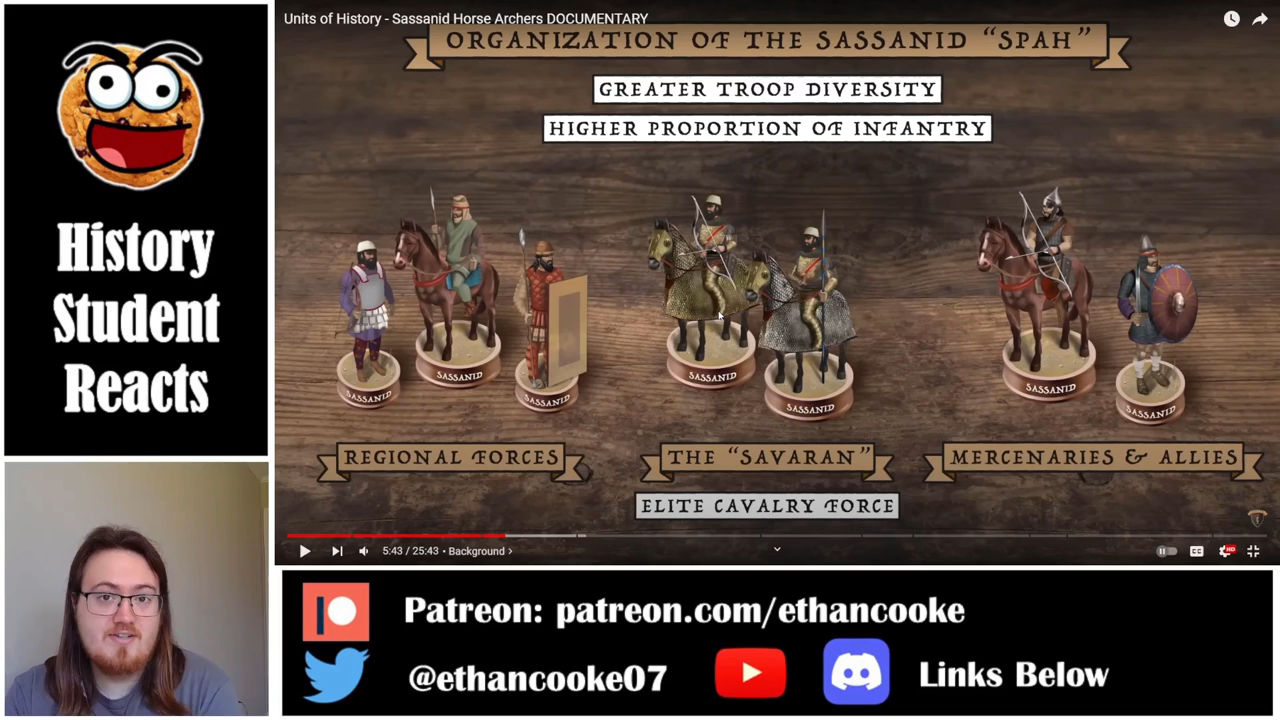 Units of History - Sassanid Horse Archers DOCUMENTARY
ORGANIZATION OF THE SASSANID “SPAH”
GREATER TROOP DIVERSITY
HIGHER PROPORTION OF INFANTRY
History
Student
Reacts
SASSANID
SASSANID
SASSANID
SASSANID
SASSANID
SASSANID
SASSANID
REGIONAL FORCES
THE “SAVARAN”
MERCENARIES & ALLIES
ELITE CAVALRY FORCE
5:43 / 25:43 • Background ›
CC
HD
Patreon: patreon.com/ethancooke
@ethancooke07
Links Below